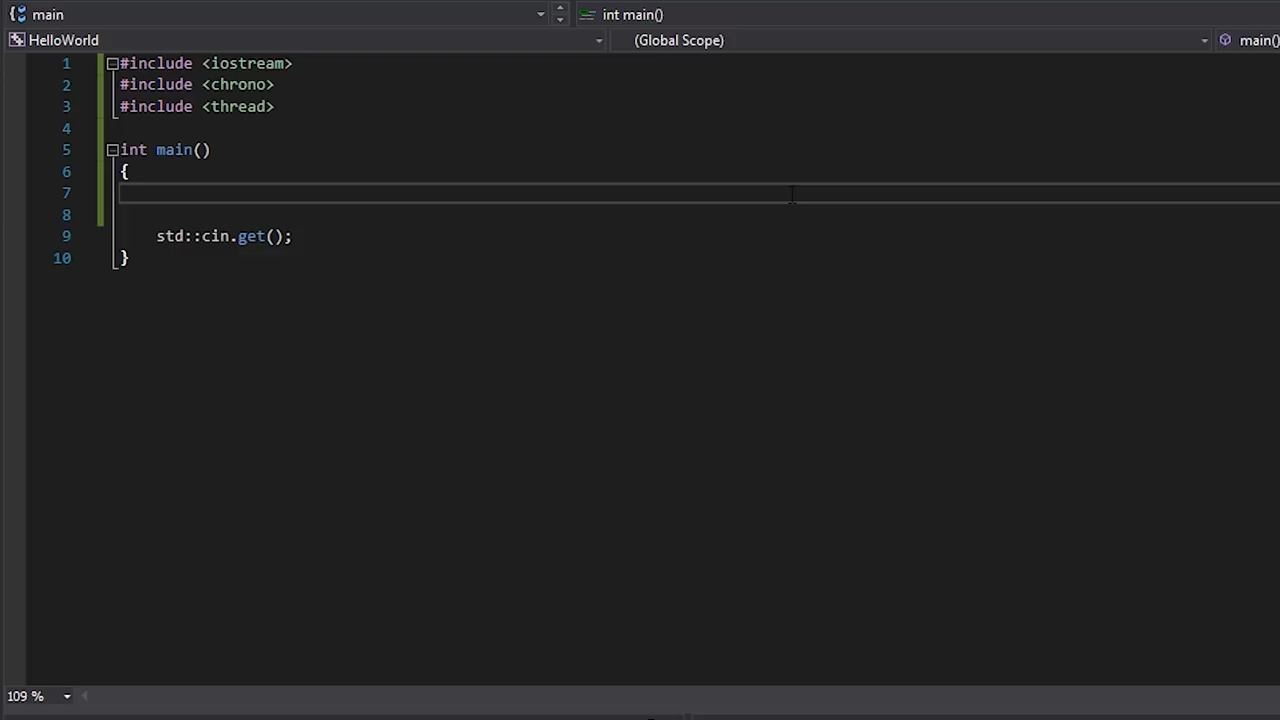 main
int main()
HelloWorld
(Global Scope)
main()
1 #include <iostream>
2 #include <chrono>
3 #include <thread>
4
5 int main()
6 {
7
8
9 std::cin.get();
10 }
109 %